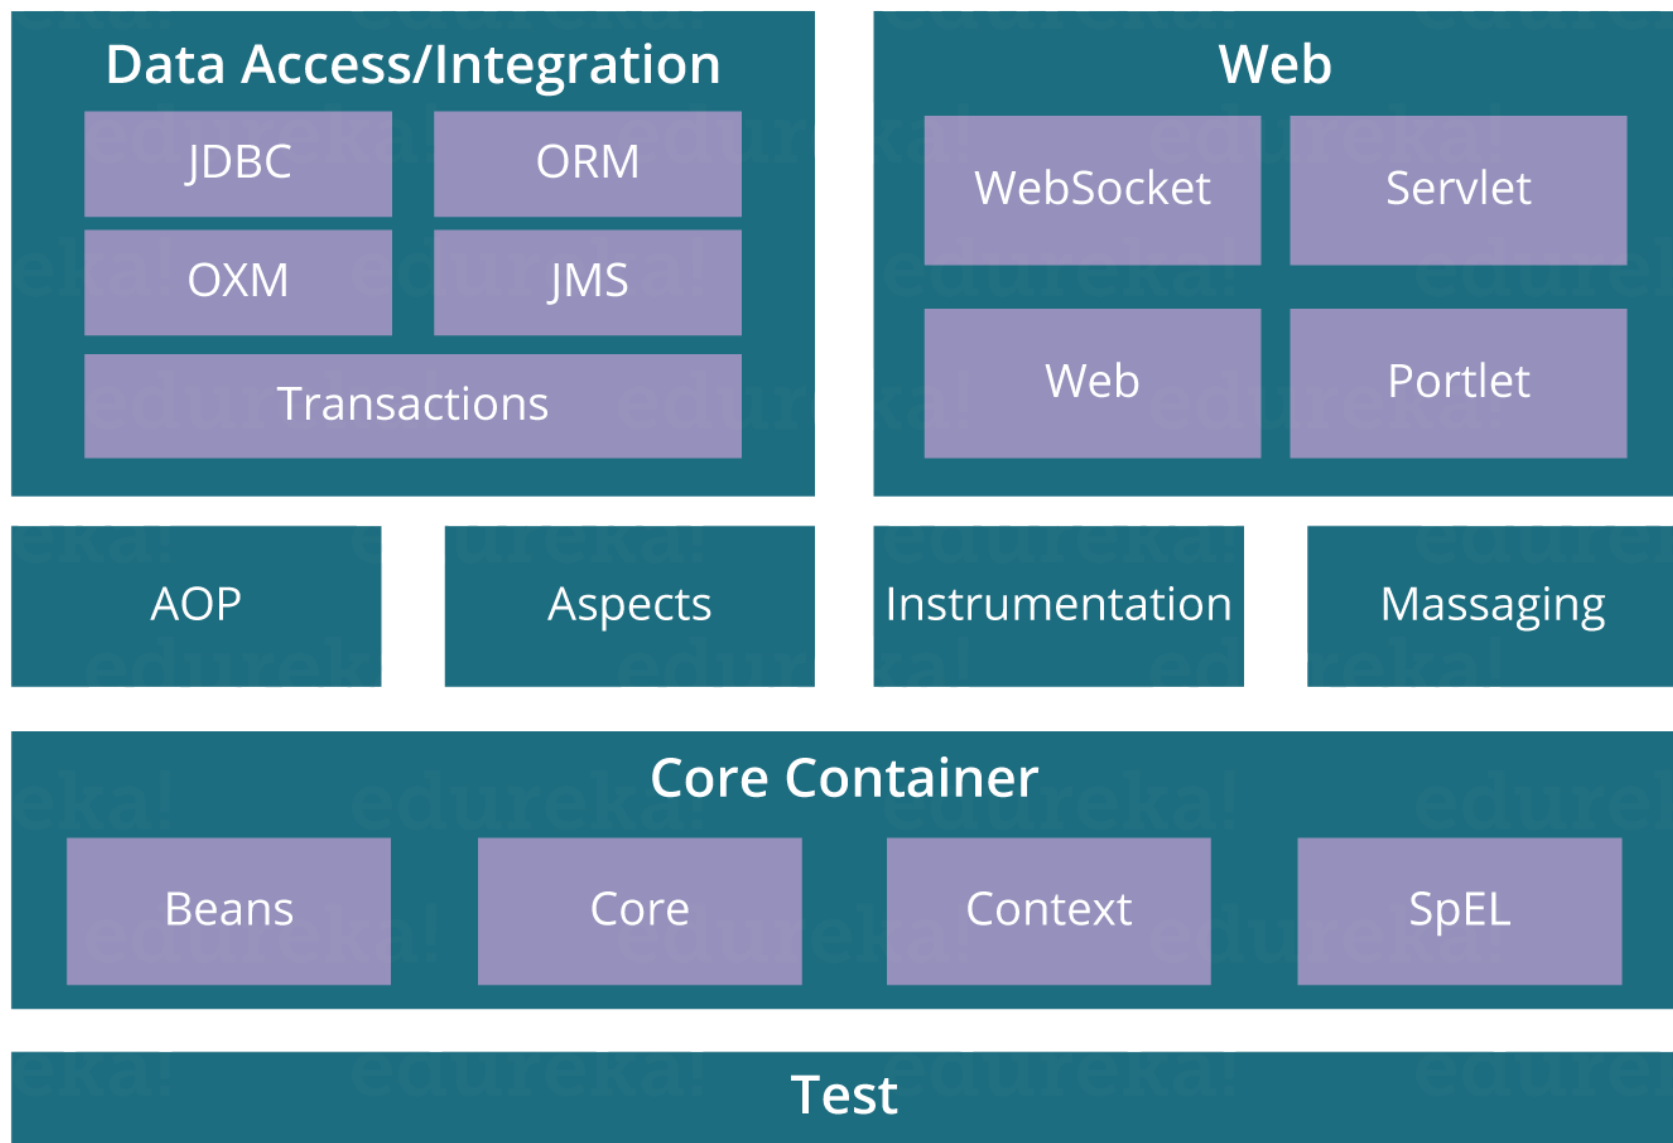 Data Access/Integration
JDBC
ORM
OXM
JMS
Transactions
Web
WebSocket
Servlet
Web
Portlet
AOP
Aspects
Instrumentation
Massaging
Core Container
Beans
Core
Context
SpEL
Test
edureka!